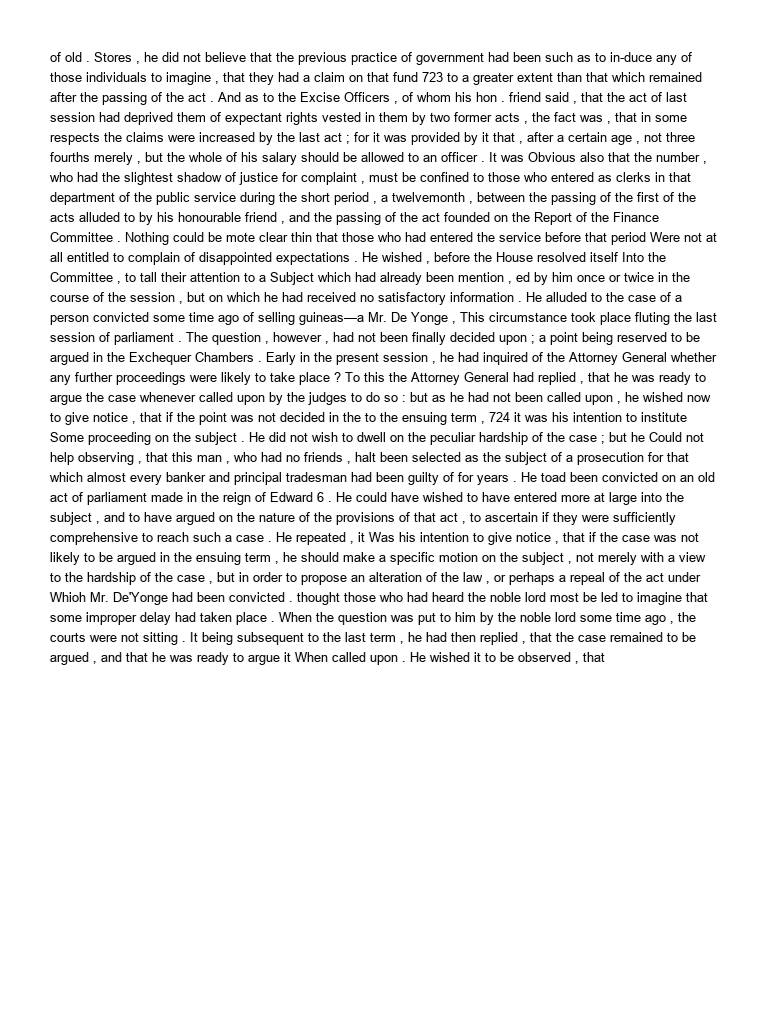 of old . Stores , he did not believe that the previous practice of government had been such as to in-duce any of
those individuals to imagine , that they had a claim on that fund 723 to a greater extent than that which remained
after the passing of the act . And as to the Excise Officers , of whom his hon . friend said , that the act of last
session had deprived them of expectant rights vested in them by two former acts , the fact was , that in some
respects the claims were increased by the last act ; for it was provided by it that , after a certain age , not three
fourths merely , but the whole of his salary should be allowed to an officer . It was Obvious also that the number ,
who had the slightest shadow of justice for complaint , must be confined to those who entered as clerks in that
department of the public service during the short period , a twelvemonth , between the passing of the first of the
acts alluded to by his honourable friend , and the passing of the act founded on the Report of the Finance
Committee . Nothing could be mote clear thin that those who had entered the service before that period Were not at
all entitled to complain of disappointed expectations . He wished , before the House resolved itself Into the
Committee , to tall their attention to a Subject which had already been mention , ed by him once or twice in the
course of the session , but on which he had received no satisfactory information . He alluded to the case of a
person convicted some time ago of selling guineas—a Mr. De Yonge , This circumstance took place fluting the last
session of parliament . The question , however , had not been finally decided upon ; a point being reserved to be
argued in the Exchequer Chambers . Early in the present session , he had inquired of the Attorney General whether
any further proceedings were likely to take place ? To this the Attorney General had replied , that he was ready to
argue the case whenever called upon by the judges to do so : but as he had not been called upon , he wished now
to give notice , that if the point was not decided in the to the ensuing term , 724 it was his intention to institute
Some proceeding on the subject . He did not wish to dwell on the peculiar hardship of the case ; but he Could not
help observing , that this man , who had no friends , halt been selected as the subject of a prosecution for that
which almost every banker and principal tradesman had been guilty of for years . He toad been convicted on an old
act of parliament made in the reign of Edward 6 . He could have wished to have entered more at large into the
subject , and to have argued on the nature of the provisions of that act , to ascertain if they were sufficiently
comprehensive to reach such a case . He repeated , it Was his intention to give notice , that if the case was not
likely to be argued in the ensuing term , he should make a specific motion on the subject , not merely with a view
to the hardship of the case , but in order to propose an alteration of the law , or perhaps a repeal of the act under
Whioh Mr. De'Yonge had been convicted . thought those who had heard the noble lord most be led to imagine that
some improper delay had taken place . When the question was put to him by the noble lord some time ago , the
courts were not sitting . It being subsequent to the last term , he had then replied , that the case remained to be
argued , and that he was ready to argue it When called upon . He wished it to be observed , that